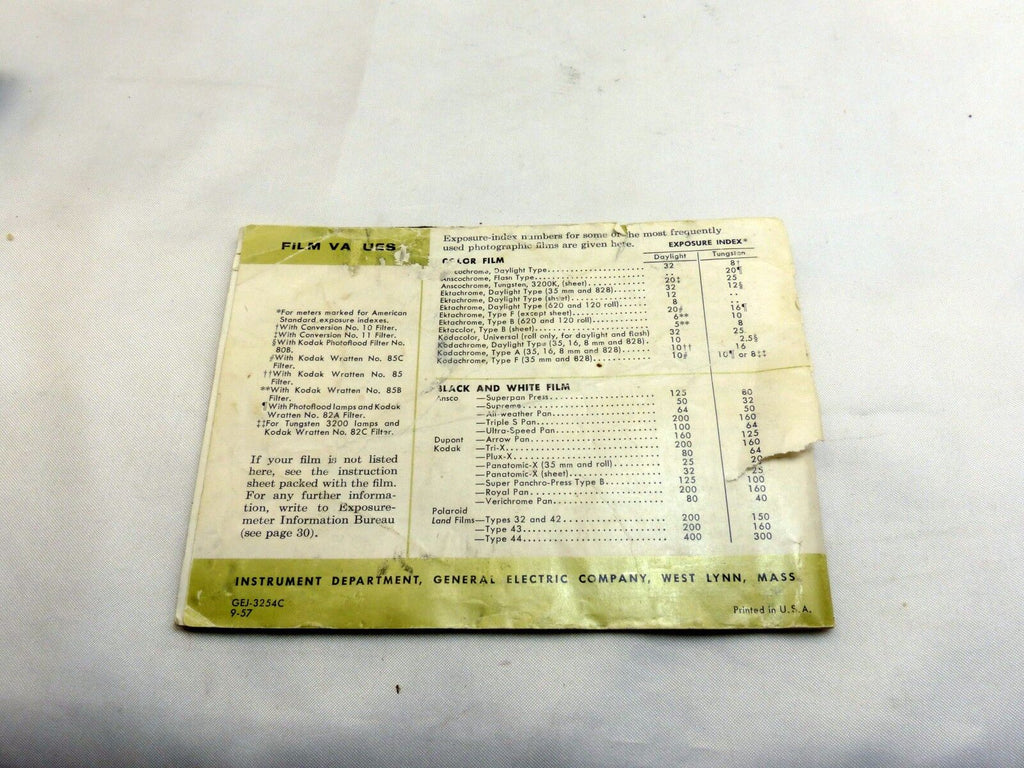 FILM VA UES
*For meters marked for American
Standard exposure indexes.
†With Conversion No. 10 Filter.
‡With Conversion No. 11 Filter.
§With Kodak Photoflood Filter No.
80B.
#With Kodak Wratten No. 85C
Filter.
††With Kodak Wratten No. 85
Filter.
**With Kodak Wratten No. 85B
Filter.
¶With Photoflood lamps and Kodak
Wratten No. 82A Filter.
‡‡For Tungsten 3200 lamps and
Kodak Wratten No. 82C Filter.
If your film is not listed
here, see the instruction
sheet packed with the film.
For any further informa-
tion, write to Exposure-
meter Information Bureau
(see page 30).
Exposure-index numbers for some of the most frequently
used photographic films are given here.
EXPOSURE INDEX*
Daylight Tungsten
COLOR FILM
cochrome, Daylight Type 32 8†
Anscochrome, Flash Type .. 20¶
Anscochrome, Tungsten, 3200K, (sheet) 20‡ 25
Ektachrome, Daylight Type (35 mm and 828) 32 12§
Ektachrome, Daylight Type (sheet) 12 ..
Ektachrome, Daylight Type (620 and 120 roll) 8 ..
Ektachrome, Type F (except sheet) 20# 16¶
Ektachrome, Type B (620 and 120 roll) 6** 10
Ektacolor, Type B (sheet) 5** 8
Kodacolor, Universal (roll only, for daylight and flash) 32 25
Kodachrome, Daylight Type (35, 16, 8 mm and 828) 10 2.5§
Kodachrome, Type A (35, 16, 8 mm and 828) 10†† 16
Kodachrome, Type F (35 mm and 828) 10# 10¶ or 8‡‡
BLACK AND WHITE FILM
Ansco —Superpan Press 125 80
—Supreme 50 32
—All-weather Pan 64 50
—Triple S Pan 200 160
—Ultra-Speed Pan 100 64
Dupont —Arrow Pan 160 125
Kodak —Tri-X 200 160
—Plus-X 80 64
—Panatomic-X (35 mm and roll) 25 20
—Panatomic-X (sheet) 32 25
—Super Panchro-Press Type B 125 100
—Royal Pan 200 160
—Verichrome Pan 80 40
Polaroid
Land Films—Types 32 and 42 200 150
—Type 43 200 160
—Type 44 400 300
INSTRUMENT DEPARTMENT, GENERAL ELECTRIC COMPANY, WEST LYNN, MASS
GEJ-3254C
9-57
Printed in U.S.A.